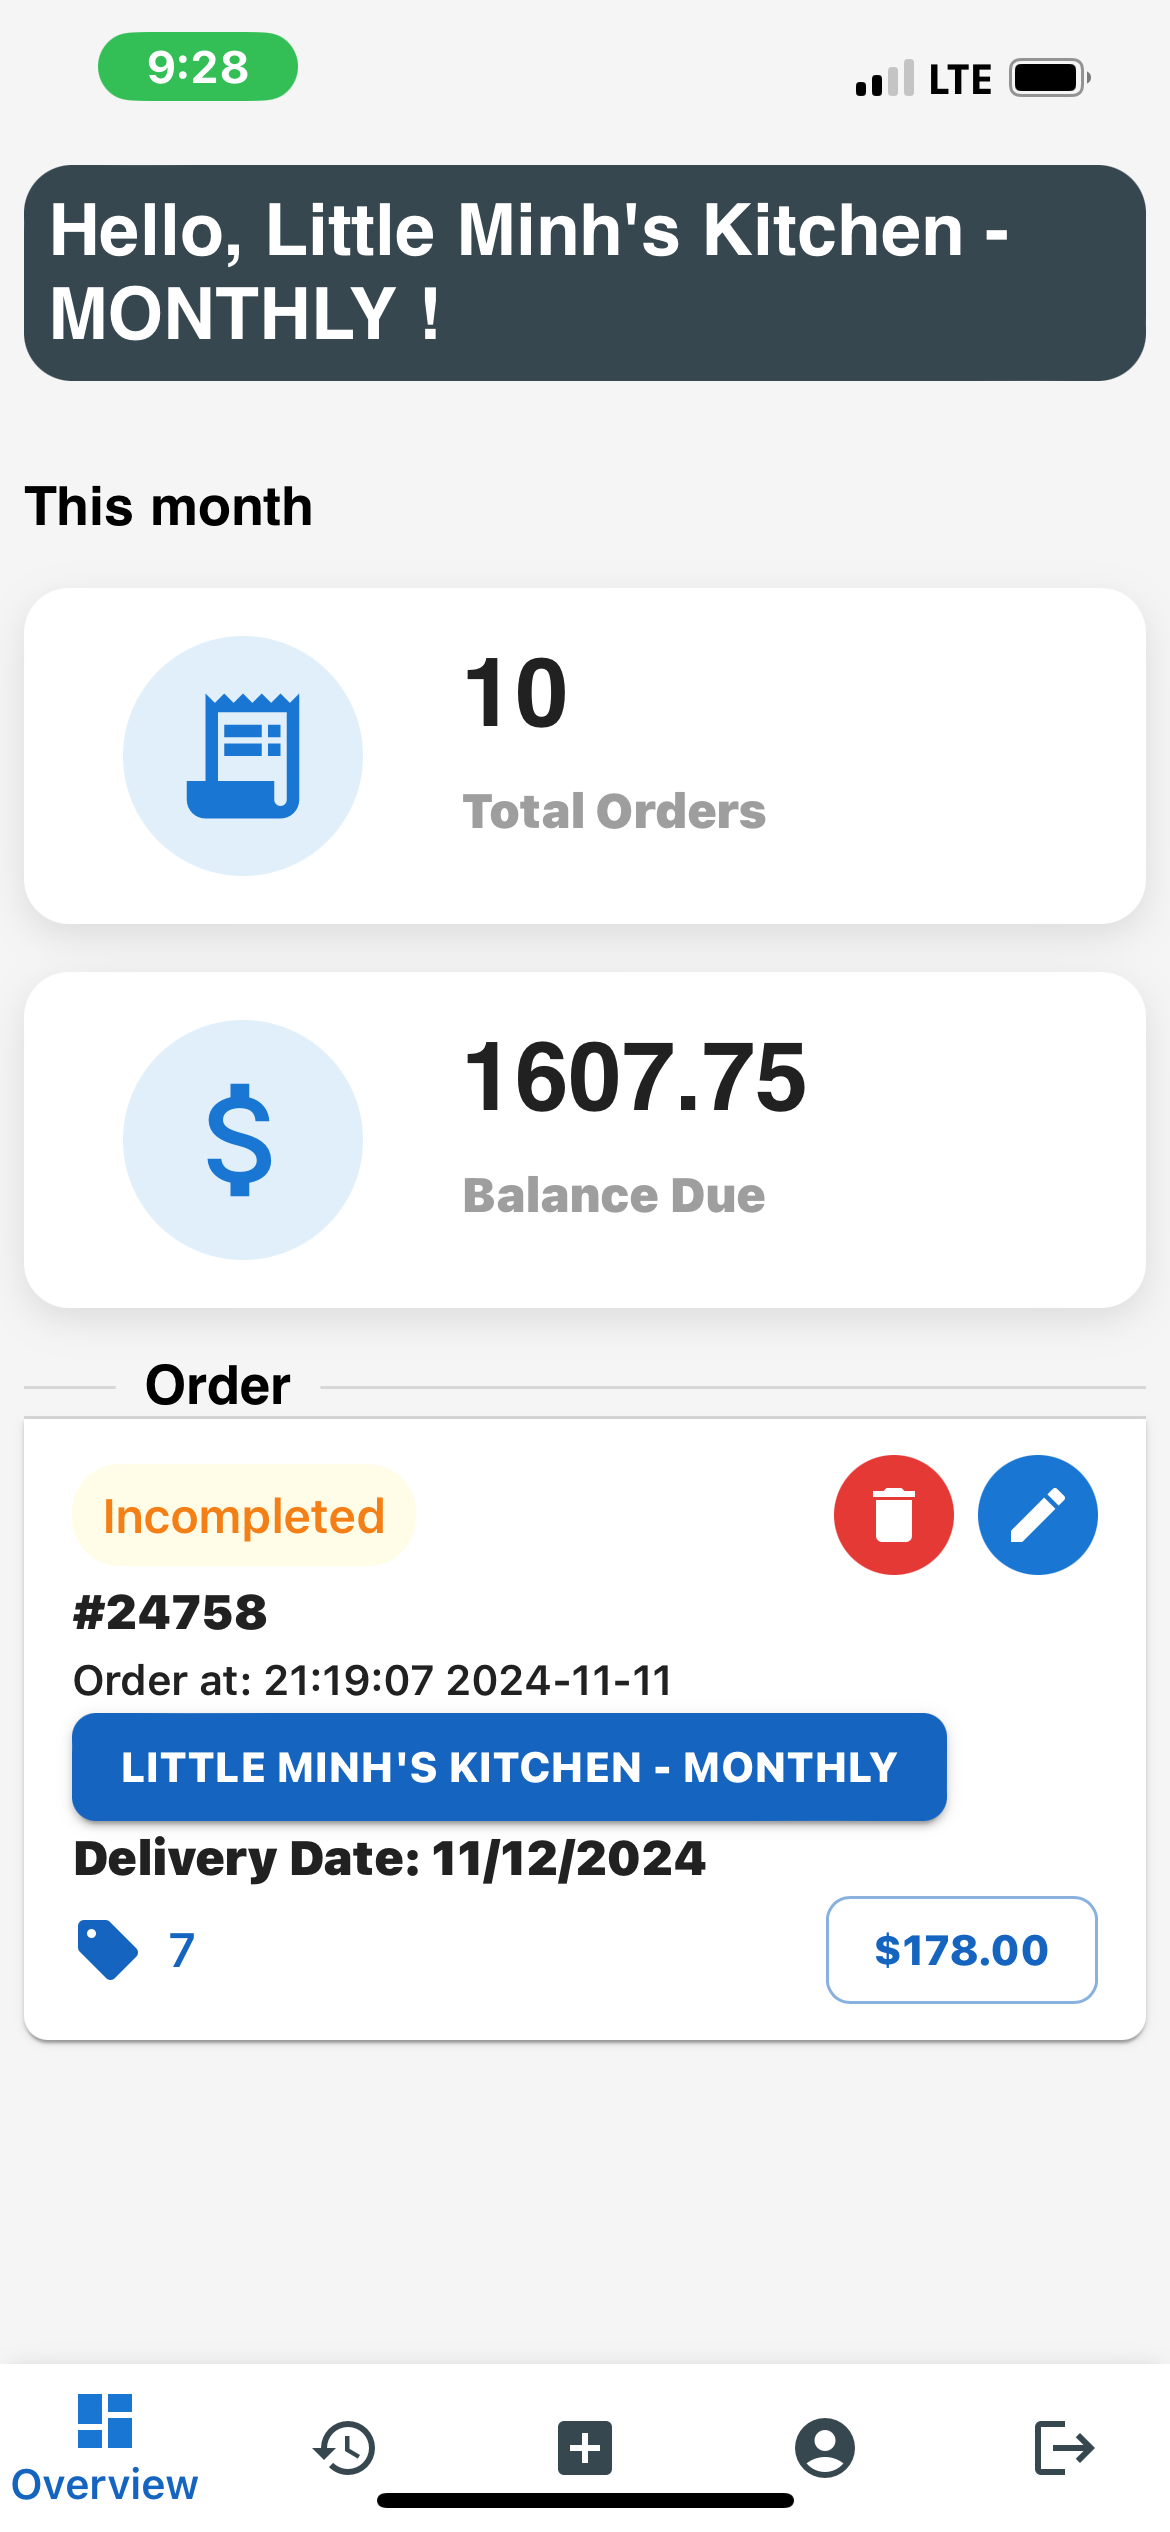 9:28
LTE
Hello, Little Minh's Kitchen -
MONTHLY !
This month
10
Total Orders
$
1607.75
Balance Due
Order
Incompleted
#24758
Order at: 21:19:07 2024-11-11
LITTLE MINH'S KITCHEN - MONTHLY
Delivery Date: 11/12/2024
7
$178.00
Overview